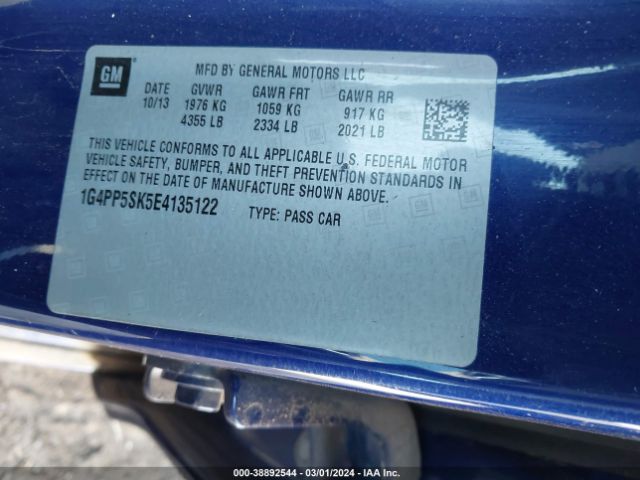 GM
MFD BY GENERAL MOTORS LLC
DATE GVWR GAWR FRT GAWR RR
10/13 1976 KG 1059 KG 917 KG
4355 LB 2334 LB 2021 LB
THIS VEHICLE CONFORMS TO ALL APPLICABLE U.S. FEDERAL MOTOR
VEHICLE SAFETY, BUMPER, AND THEFT PREVENTION STANDARDS IN
EFFECT ON THE DATE OF MANUFACTURE SHOWN ABOVE.
1G4PP5SK5E4135122 TYPE: PASS CAR
000-38892544 | 03/01/2024 | IAA Inc.